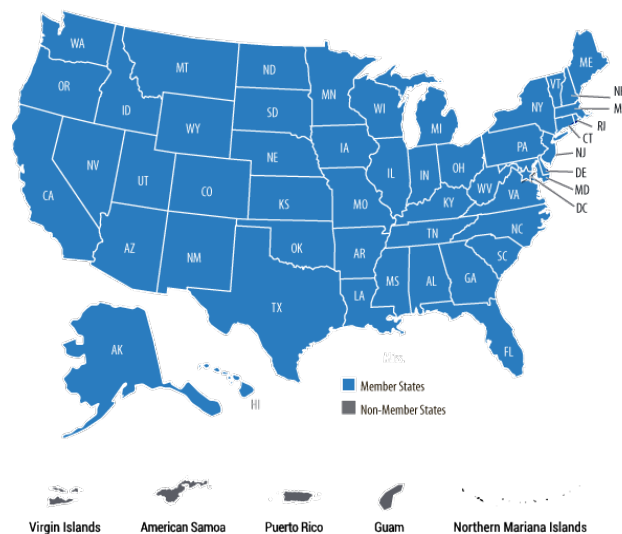 WA
MT
ND
MN
ME
VT
OR
ID
WY
SD
WI
MI
NY
RJ
CT
NJ
PA
NE
IA
IL
IN
OH
DE
MD
DC
NV
UT
CO
KS
MO
KY
WV
VA
CA
AZ
NM
OK
AR
TN
NC
SC
TX
LA
MS
AL
GA
FL
AK
HI
Member States
Non-Member States
Virgin Islands
American Samoa
Puerto Rico
Guam
Northern Mariana Islands